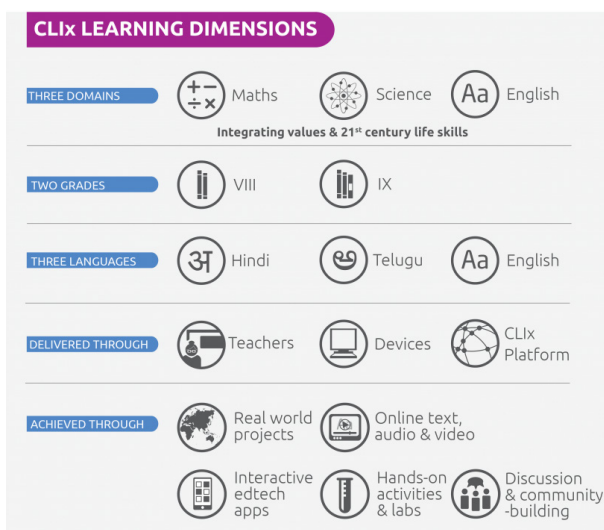 CLIx LEARNING DIMENSIONS
THREE DOMAINS
+ − ÷ × Maths
Science
Aa English
Integrating values & 21st century life skills
TWO GRADES
VIII
IX
THREE LANGUAGES
अ Hindi
అ Telugu
Aa English
DELIVERED THROUGH
Teachers
Devices
CLIx
Platform
ACHIEVED THROUGH
Real world
projects
Online text,
audio & video
Interactive
edtech
apps
Hands-on
activities
& labs
Discussion
& community
-building